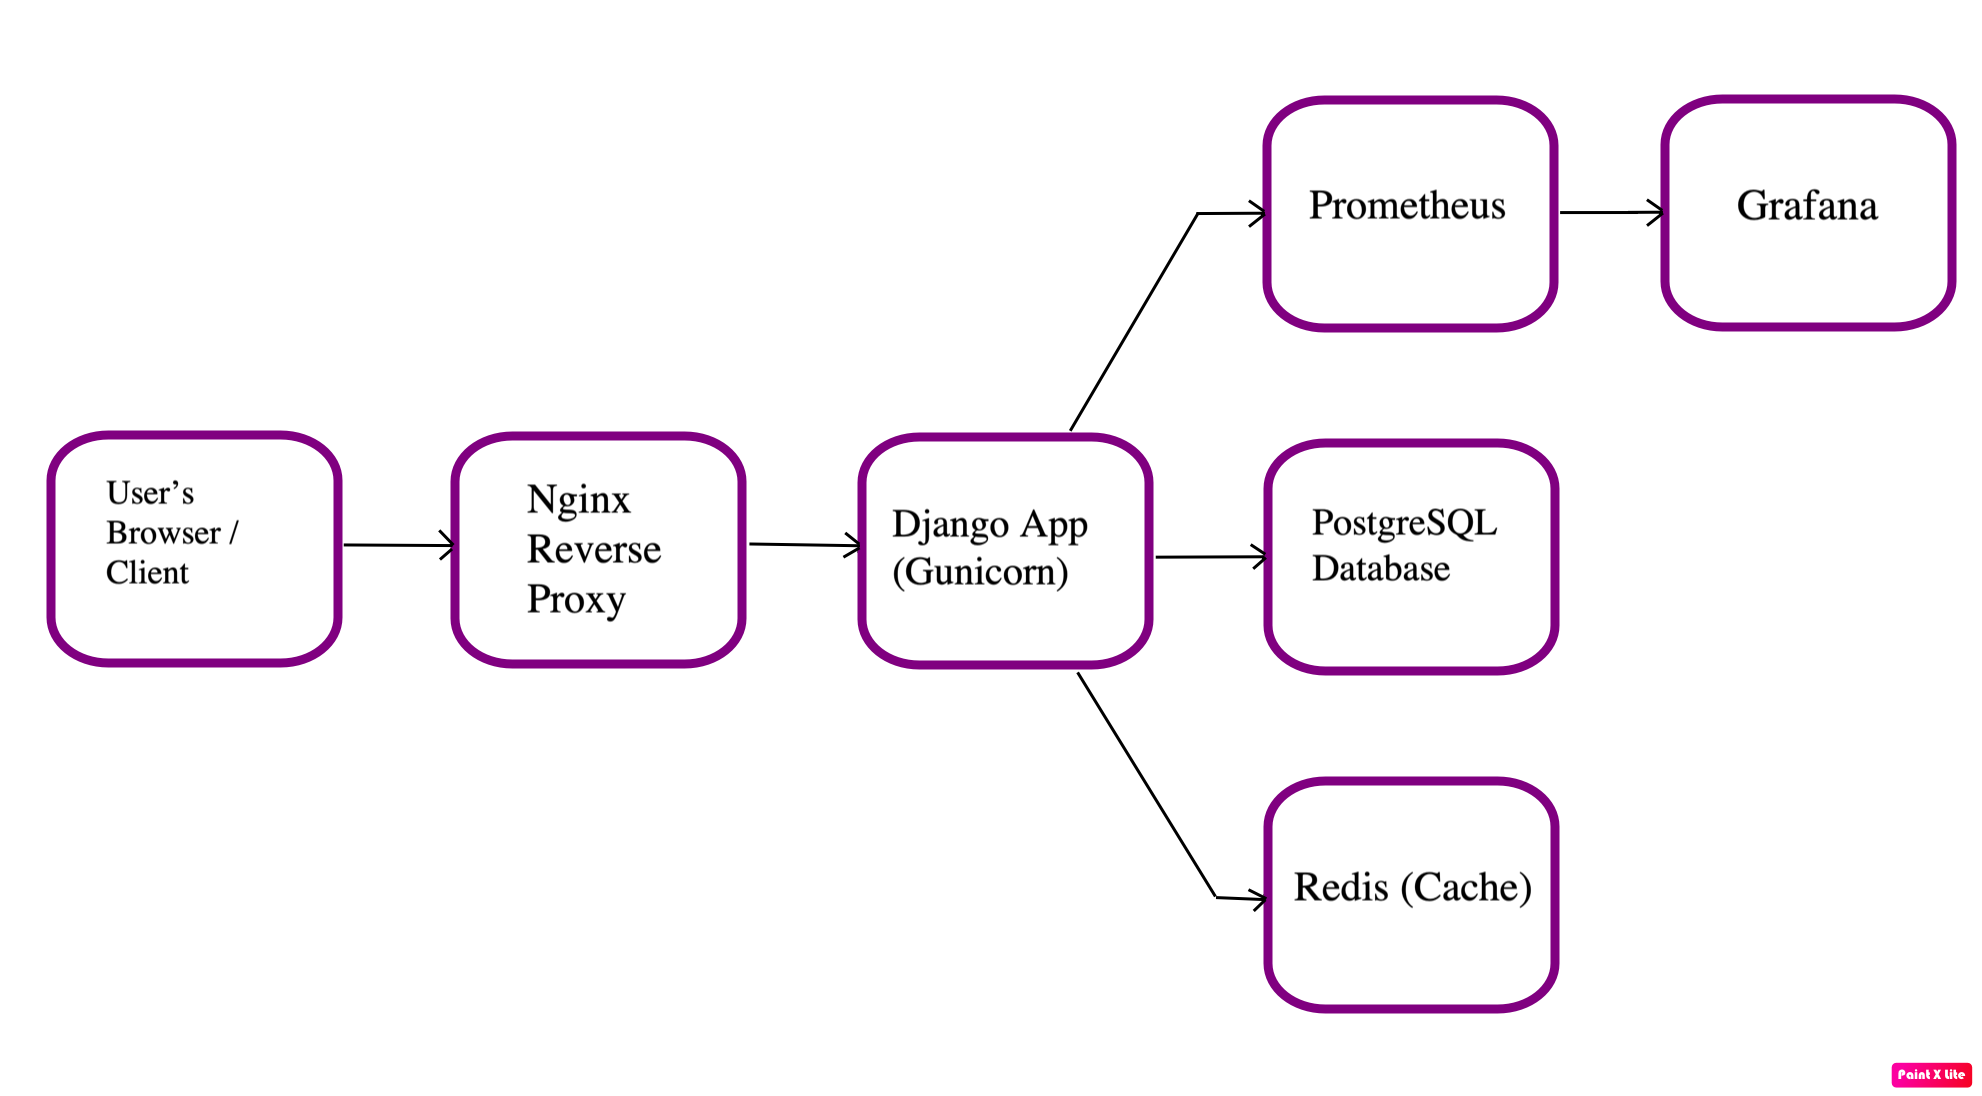 User’s
Browser /
Client
Nginx
Reverse
Proxy
Django App
(Gunicorn)
Prometheus
Grafana
PostgreSQL
Database
Redis (Cache)
Paint X Lite